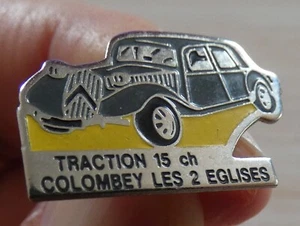 TRACTION 15 ch
COLOMBEY LES 2 EGLISES